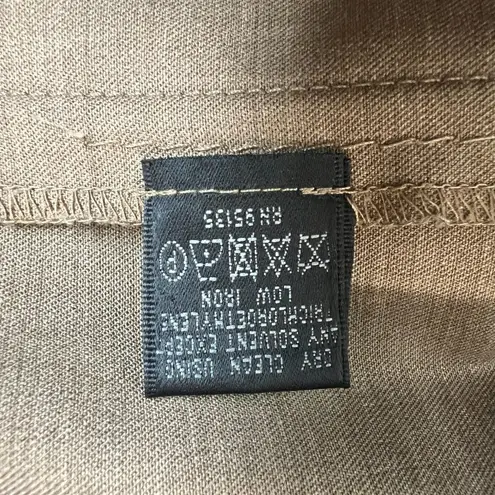 DRY CLEAN USING
ANY SOLVENT EXCEPT
TRICHLOROETHYLENE
LOW IRON
P
RN 95135